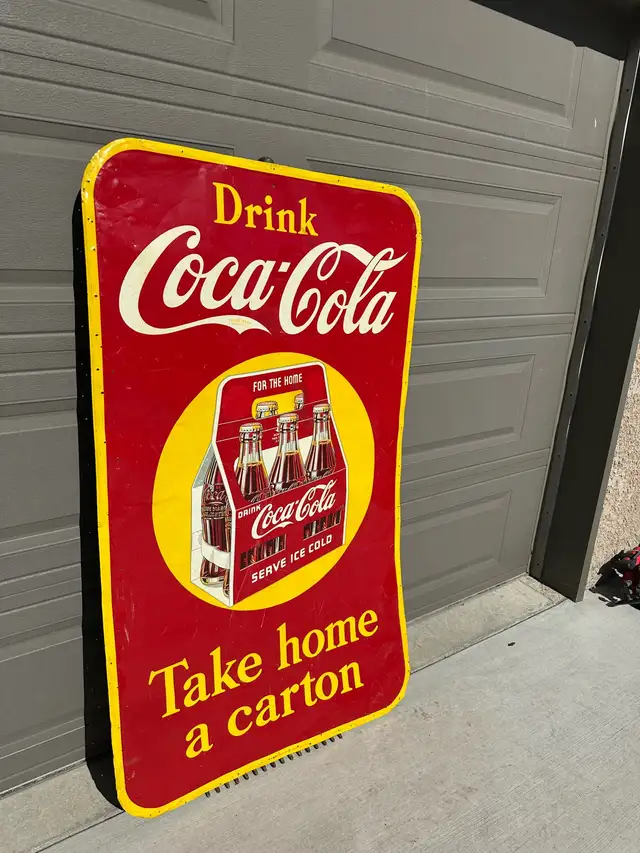 Drink
Coca-Cola
FOR THE HOME
DRINK
Coca-Cola
SERVE ICE COLD
Take home
a carton